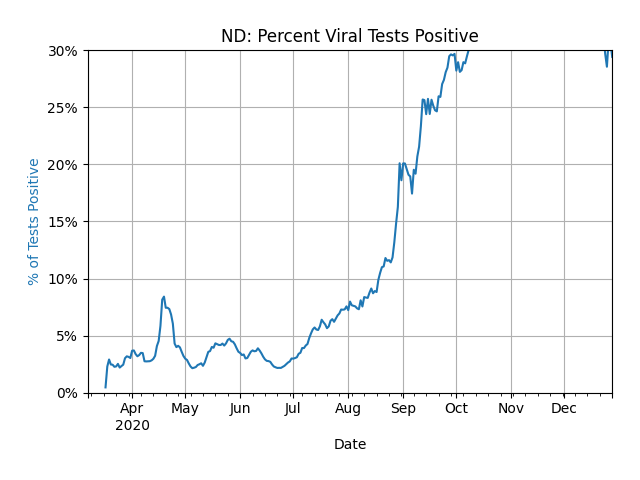 ND: Percent Viral Tests Positive
30%
25%
20%
15%
10%
5%
0%
% of Tests Positive
Apr May Jun Jul Aug Sep Oct Nov Dec
2020
Date